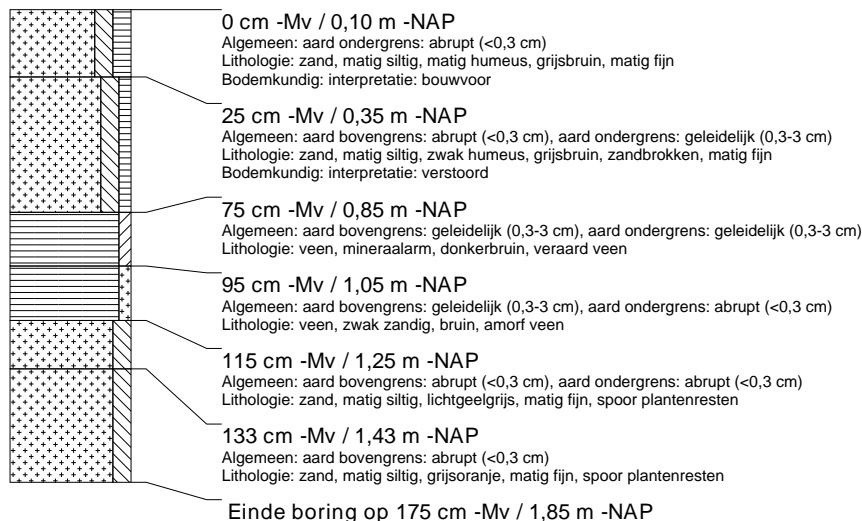 0 cm -Mv / 0,10 m -NAP
Algemeen: aard ondergrens: abrupt (<0,3 cm)
Lithologie: zand, matig siltig, matig humeus, grijsbruin, matig fijn
Bodemkundig: interpretatie: bouwvoor
25 cm -Mv / 0,35 m -NAP
Algemeen: aard bovengrens: abrupt (<0,3 cm), aard ondergrens: geleidelijk (0,3-3 cm)
Lithologie: zand, matig siltig, zwak humeus, grijsbruin, zandbrokken, matig fijn
Bodemkundig: interpretatie: verstoord
75 cm -Mv / 0,85 m -NAP
Algemeen: aard bovengrens: geleidelijk (0,3-3 cm), aard ondergrens: geleidelijk (0,3-3 cm)
Lithologie: veen, mineraalarm, donkerbruin, veraard veen
95 cm -Mv / 1,05 m -NAP
Algemeen: aard bovengrens: geleidelijk (0,3-3 cm), aard ondergrens: abrupt (<0,3 cm)
Lithologie: veen, zwak zandig, bruin, amorf veen
115 cm -Mv / 1,25 m -NAP
Algemeen: aard bovengrens: abrupt (<0,3 cm), aard ondergrens: abrupt (<0,3 cm)
Lithologie: zand, matig siltig, lichtgeelgrijs, matig fijn, spoor plantenresten
133 cm -Mv / 1,43 m -NAP
Algemeen: aard bovengrens: abrupt (<0,3 cm)
Lithologie: zand, matig siltig, grijsoranje, matig fijn, spoor plantenresten
Einde boring op 175 cm -Mv / 1,85 m -NAP